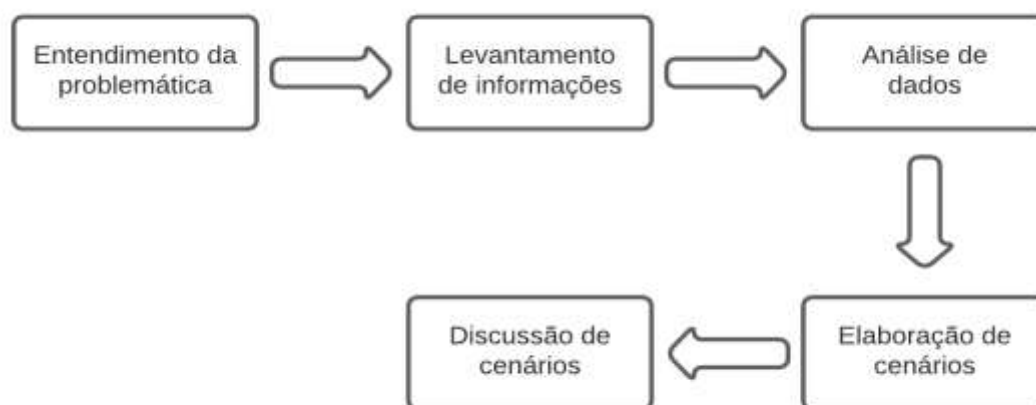 Entendimento da
problemática
Levantamento
de informações
Análise de
dados
Elaboração de
cenários
Discussão de
cenários